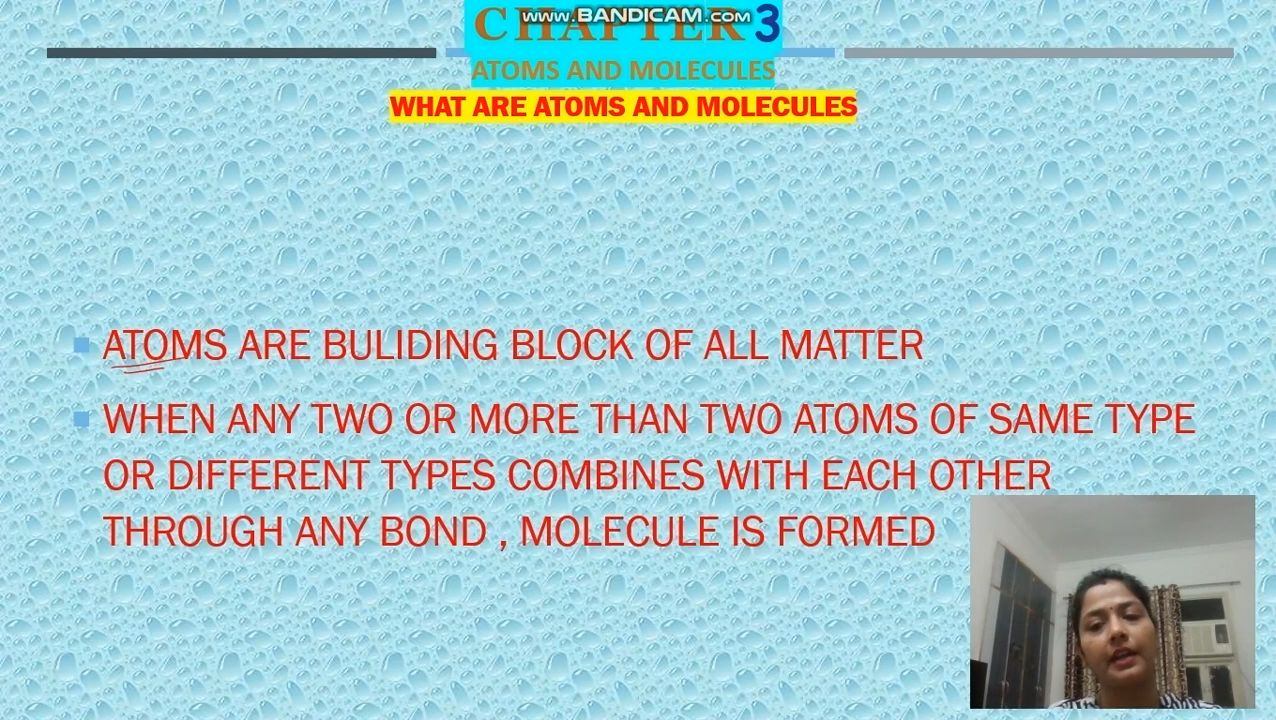 www.BANDICAM.com
CHAPTER 3
ATOMS AND MOLECULES
WHAT ARE ATOMS AND MOLECULES
ATOMS ARE BULIDING BLOCK OF ALL MATTER
WHEN ANY TWO OR MORE THAN TWO ATOMS OF SAME TYPE
OR DIFFERENT TYPES COMBINES WITH EACH OTHER
THROUGH ANY BOND , MOLECULE IS FORMED